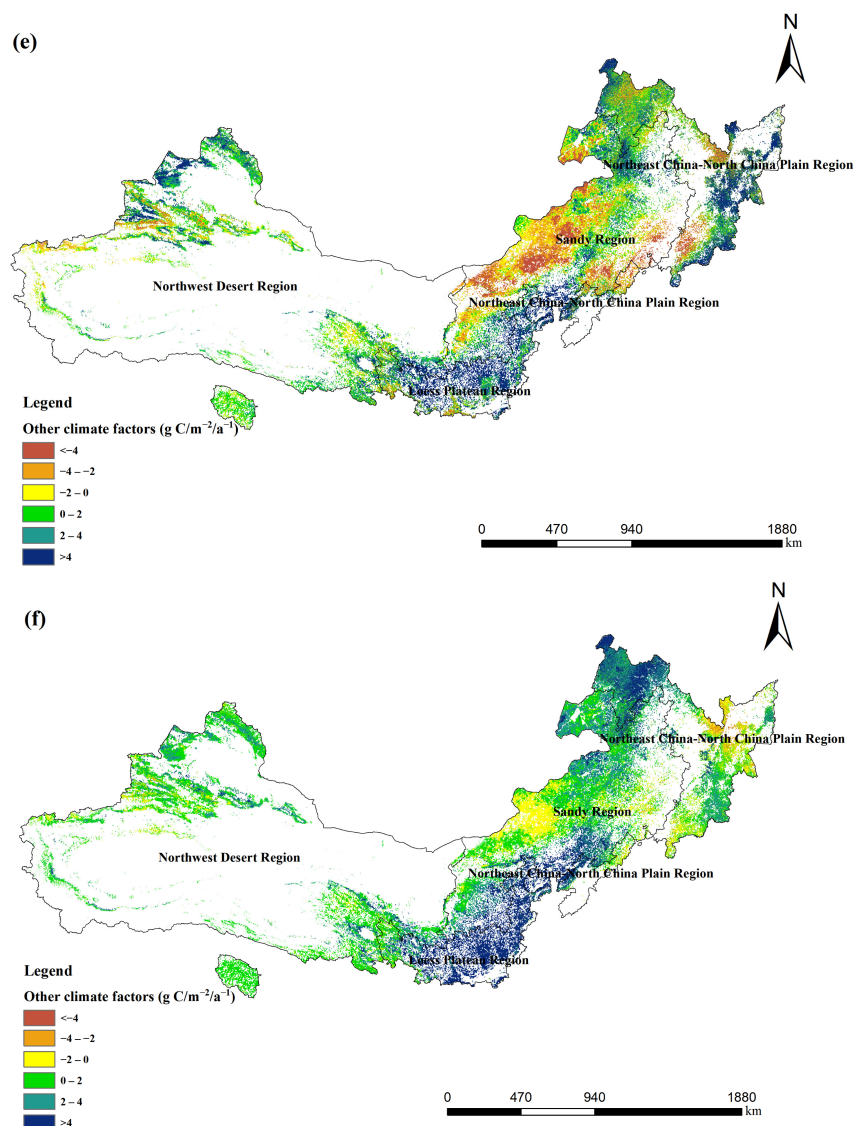 (e)
N
Northeast China-North China Plain Region
Sandy Region
Northwest Desert Region
Northeast China-North China Plain Region
Loess Plateau Region
Legend
Other climate factors (g C/m⁻²/a⁻¹)
<−4
−4 – −2
−2 – 0
0 – 2
2 – 4
>4
0 470 940 1880
km
(f)
N
Northeast China-North China Plain Region
Sandy Region
Northwest Desert Region
Northeast China-North China Plain Region
Loess Plateau Region
Legend
Other climate factors (g C/m⁻²/a⁻¹)
<−4
−4 – −2
−2 – 0
0 – 2
2 – 4
>4
0 470 940 1880
km